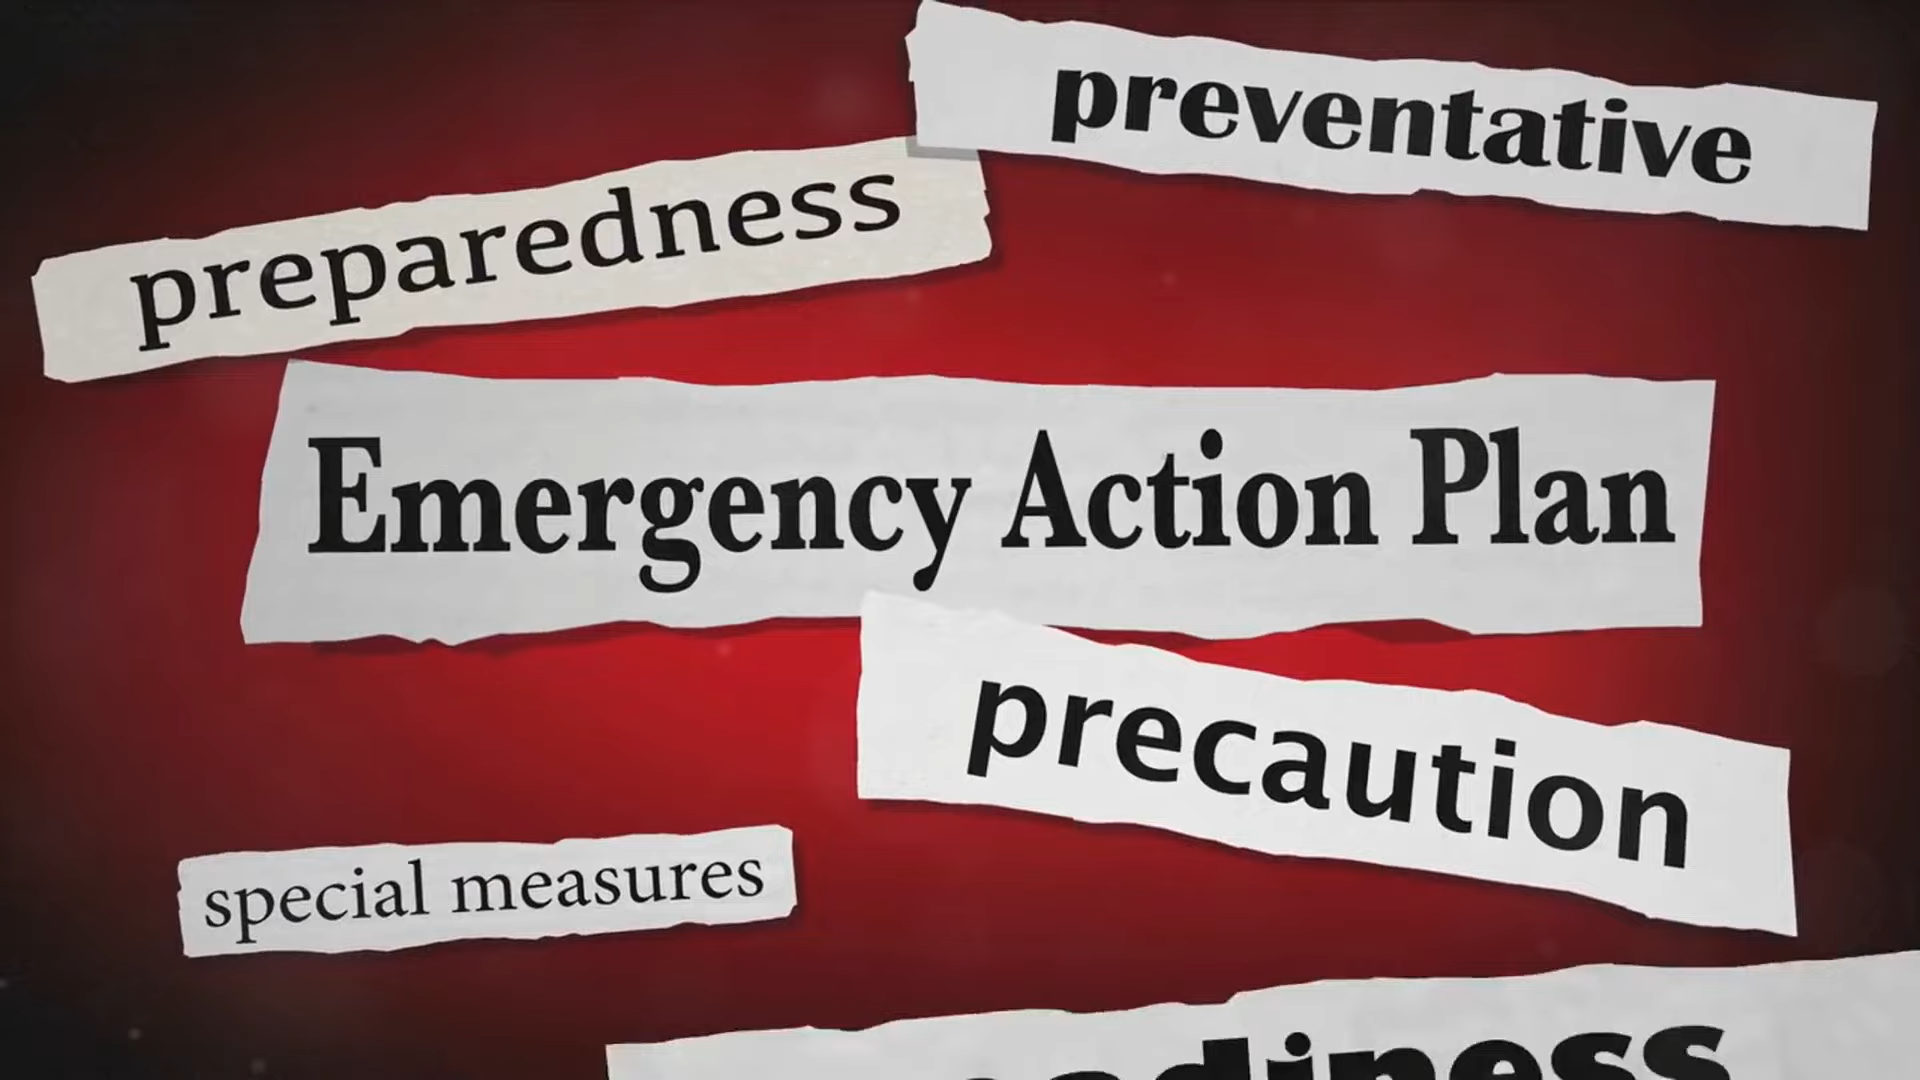 preventative
preparedness
Emergency Action Plan
precaution
special measures